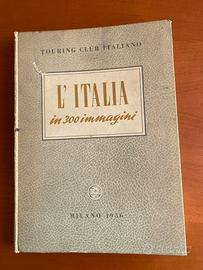 TOURING CLUB ITALIANO
L'ITALIA
in 300 immagini
MILANO 1956